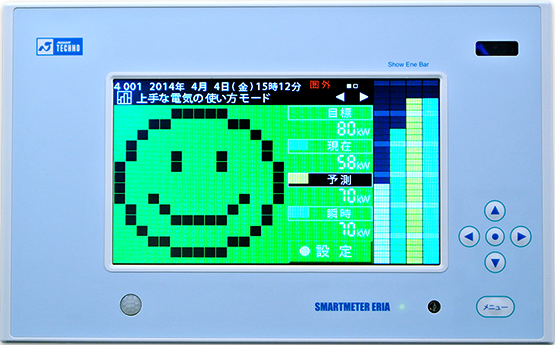 TECHNO
Show Ene Bar
4 001 2014年 4月 4日(金)15時12分 圏外
上手な電気の使い方モード
目標
80kW
現在
58kW
予測
70kW
瞬時
70kW
設定
SMARTMETER ERIA
メニュー